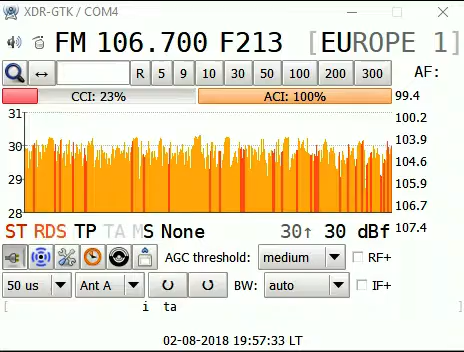 XDR-GTK / COM4
FM 106.700 F213 [EUROPE 1]
R 5 9 10 30 50 100 200 300 AF:
CCI: 23% ACI: 100% 99.4
31 100.2
30 103.9
104.6
29 105.9
106.7
28 107.4
ST RDS TP TA MS None 30↑ 30 dBf
AGC threshold: medium RF+
50 us Ant A BW: auto IF+
[ i ta
02-08-2018 19:57:33 LT